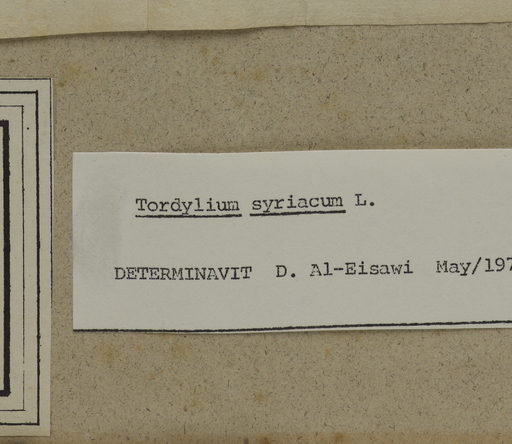 Tordylium syriacum L.
DETERMINAVIT D. Al-Eisawi May/197